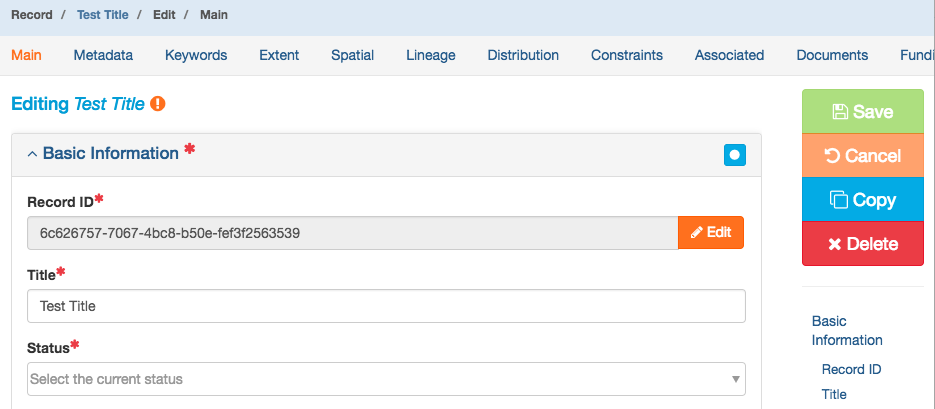 Record / Test Title / Edit / Main
Main Metadata Keywords Extent Spatial Lineage Distribution Constraints Associated Documents Fundi
Editing Test Title
Save
Basic Information *
Cancel
Record ID*
6c626757-7067-4bc8-b50e-fef3f2563539 Edit
Copy
Delete
Title*
Test Title
Status*
Select the current status
Basic
Information
Record ID
Title